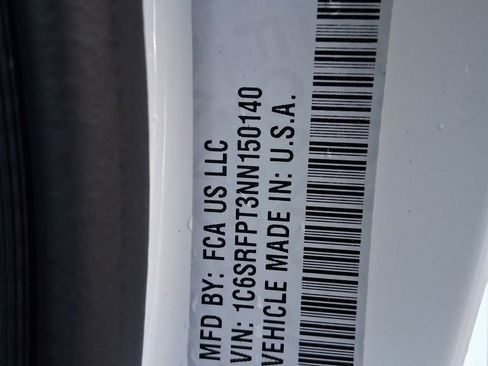 MFD BY: FCA US LLC
VIN: 1C6SRFPT3NN150140
VEHICLE MADE IN: U.S.A.